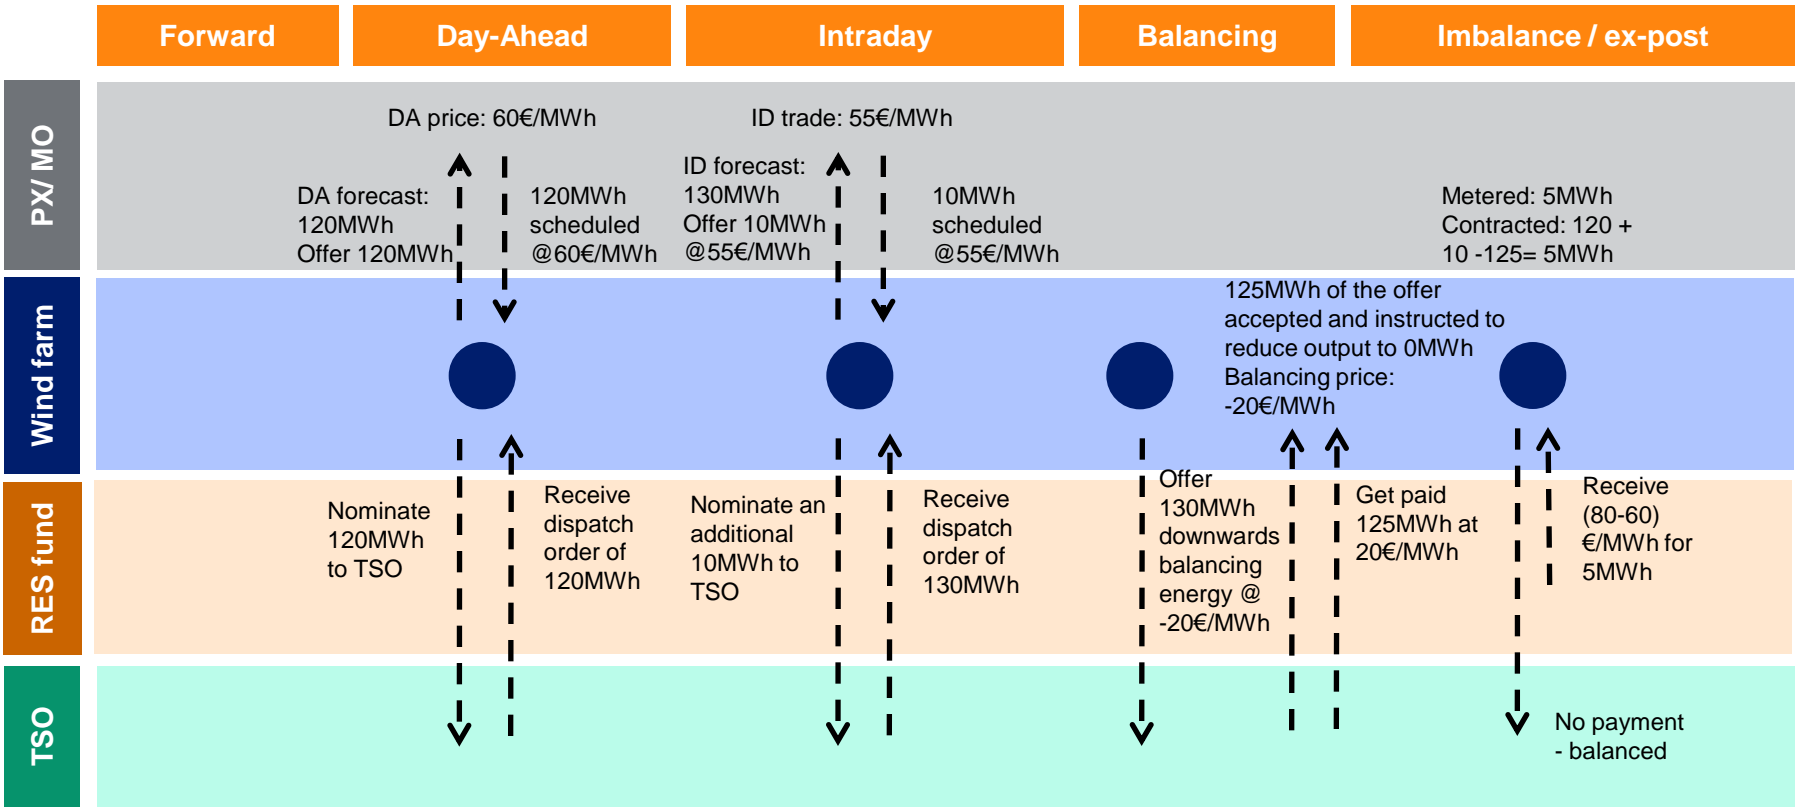 Forward
Day-Ahead
Intraday
Balancing
Imbalance / ex-post
PX/ MO
DA price: 60€/MWh
DA forecast:
120MWh
Offer 120MWh
120MWh
scheduled
@60€/MWh
ID trade: 55€/MWh
ID forecast:
130MWh
Offer 10MWh
@55€/MWh
10MWh
scheduled
@55€/MWh
Metered: 5MWh
Contracted: 120 +
10 -125= 5MWh
Wind farm
125MWh of the offer
accepted and instructed to
reduce output to 0MWh
Balancing price:
-20€/MWh
RES fund
Nominate
120MWh
to TSO
Receive
dispatch
order of
120MWh
Nominate an
additional
10MWh to
TSO
Receive
dispatch
order of
130MWh
Offer
130MWh
downwards
balancing
energy @
-20€/MWh
Get paid
125MWh at
20€/MWh
Receive
(80-60)
€/MWh for
5MWh
TSO
No payment
- balanced